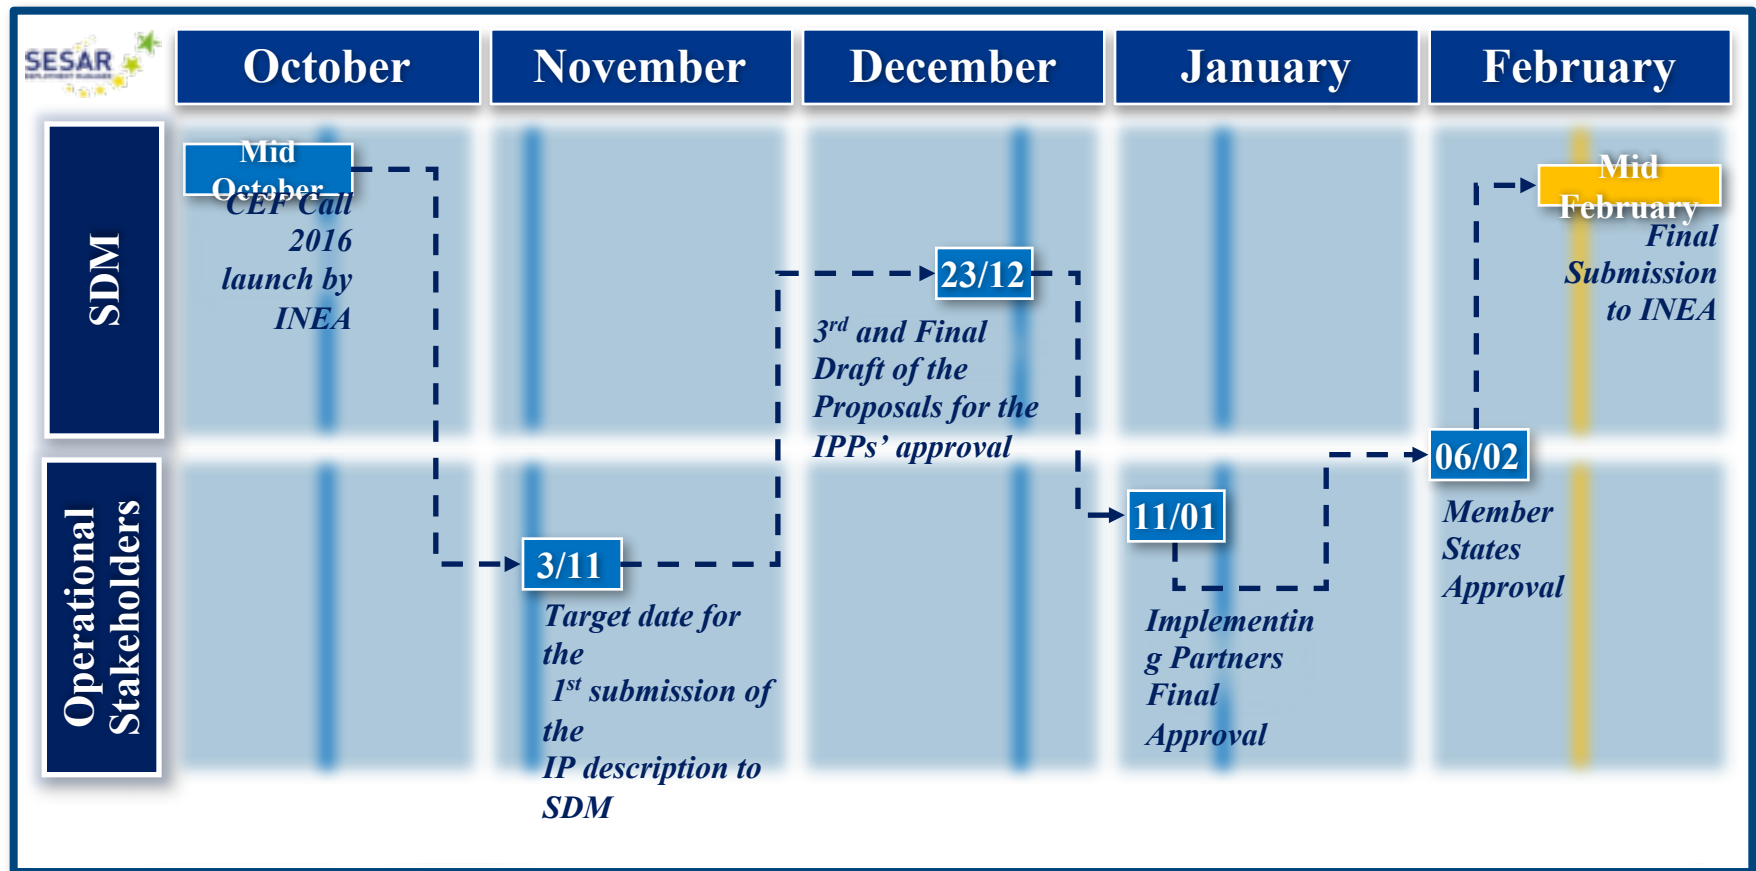 SESAR
DEPLOYMENT MANAGER
October
November
December
January
February
SDM
Mid
October
CEF Call
2016
launch by
INEA
23/12
3rd and Final
Draft of the
Proposals for the
IPPs’ approval
Mid
February
Final
Submission
to INEA
Operational
Stakeholders
3/11
Target date for
the
1st submission of
the
IP description to
SDM
11/01
Implementin
g Partners
Final
Approval
06/02
Member
States
Approval